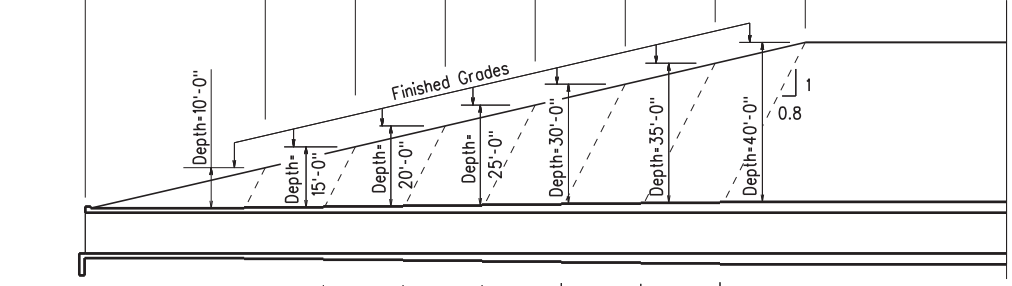 Finished Grades
Depth=10'-0"
Depth=
15'-0"
Depth=
20'-0"
Depth=
25'-0"
Depth=30'-0"
Depth=35'-0"
Depth=40'-0"
1
0.8